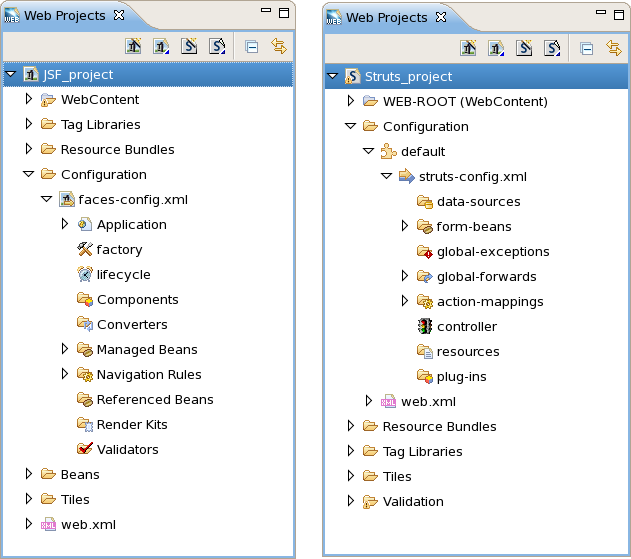 Web Projects
JSF_project
WebContent
Tag Libraries
Resource Bundles
Configuration
faces-config.xml
Application
factory
lifecycle
Components
Converters
Managed Beans
Navigation Rules
Referenced Beans
Render Kits
Validators
Beans
Tiles
web.xml
Web Projects
Struts_project
WEB-ROOT (WebContent)
Configuration
default
struts-config.xml
data-sources
form-beans
global-exceptions
global-forwards
action-mappings
controller
resources
plug-ins
web.xml
Resource Bundles
Tag Libraries
Tiles
Validation